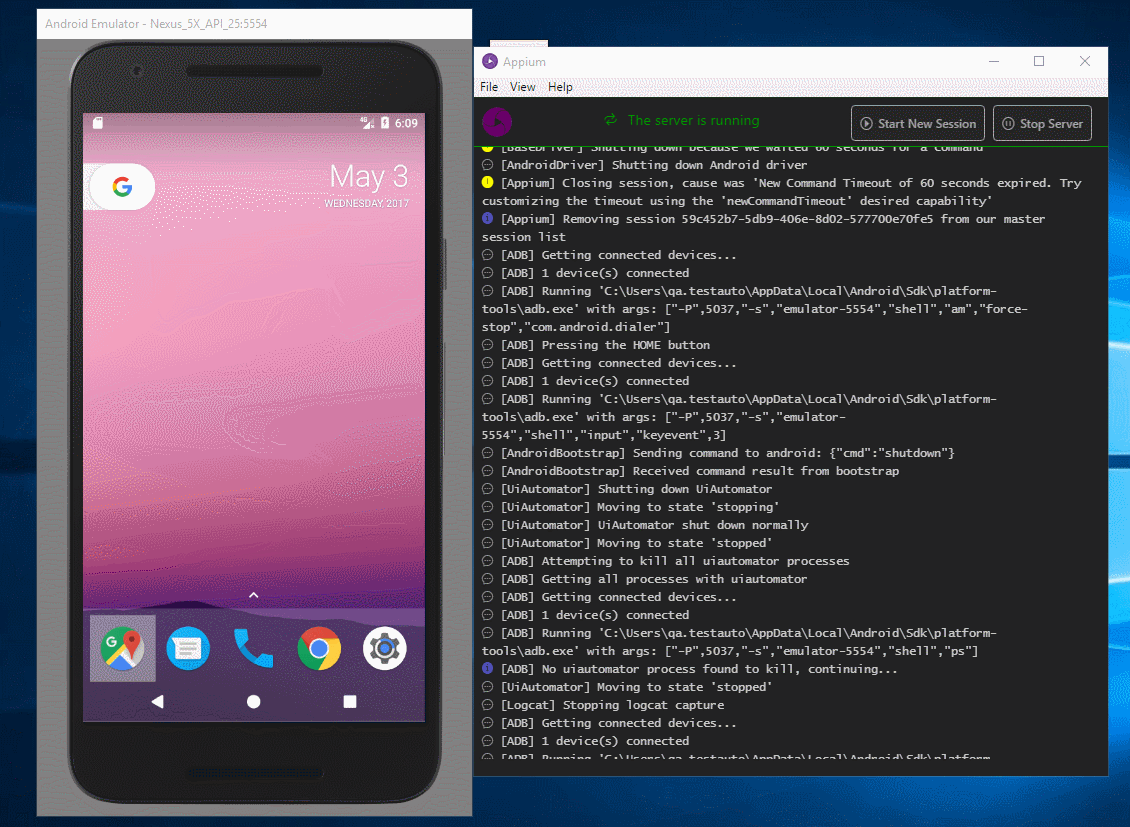 Android Emulator - Nexus_5X_API_25:5554
6:09
G
May 3
WEDNESDAY, 2017
Appium
File View Help
The server is running
Start New Session
Stop Server
[BaseDriver] Shutting down because we waited 60 seconds for a command
[AndroidDriver] Shutting down Android driver
[Appium] Closing session, cause was 'New Command Timeout of 60 seconds expired. Try
customizing the timeout using the 'newCommandTimeout' desired capability'
[Appium] Removing session 59c452b7-5db9-406e-8d02-577700e70fe5 from our master
session list
[ADB] Getting connected devices...
[ADB] 1 device(s) connected
[ADB] Running 'C:\Users\qa.testauto\AppData\Local\Android\Sdk\platform-
tools\adb.exe' with args: ["-P",5037,"-s","emulator-5554","shell","am","force-
stop","com.android.dialer"]
[ADB] Pressing the HOME button
[ADB] Getting connected devices...
[ADB] 1 device(s) connected
[ADB] Running 'C:\Users\qa.testauto\AppData\Local\Android\Sdk\platform-
tools\adb.exe' with args: ["-P",5037,"-s","emulator-
5554","shell","input","keyevent",3]
[AndroidBootstrap] Sending command to android: {"cmd":"shutdown"}
[AndroidBootstrap] Received command result from bootstrap
[UiAutomator] Shutting down UiAutomator
[UiAutomator] Moving to state 'stopping'
[UiAutomator] UiAutomator shut down normally
[UiAutomator] Moving to state 'stopped'
[ADB] Attempting to kill all uiautomator processes
[ADB] Getting all processes with uiautomator
[ADB] Getting connected devices...
[ADB] 1 device(s) connected
[ADB] Running 'C:\Users\qa.testauto\AppData\Local\Android\Sdk\platform-
tools\adb.exe' with args: ["-P",5037,"-s","emulator-5554","shell","ps"]
[ADB] No uiautomator process found to kill, continuing...
[UiAutomator] Moving to state 'stopped'
[Logcat] Stopping logcat capture
[ADB] Getting connected devices...
[ADB] 1 device(s) connected
[ADB] Running 'C:\Users\qa.testauto\AppData\Local\Android\Sdk\platform-